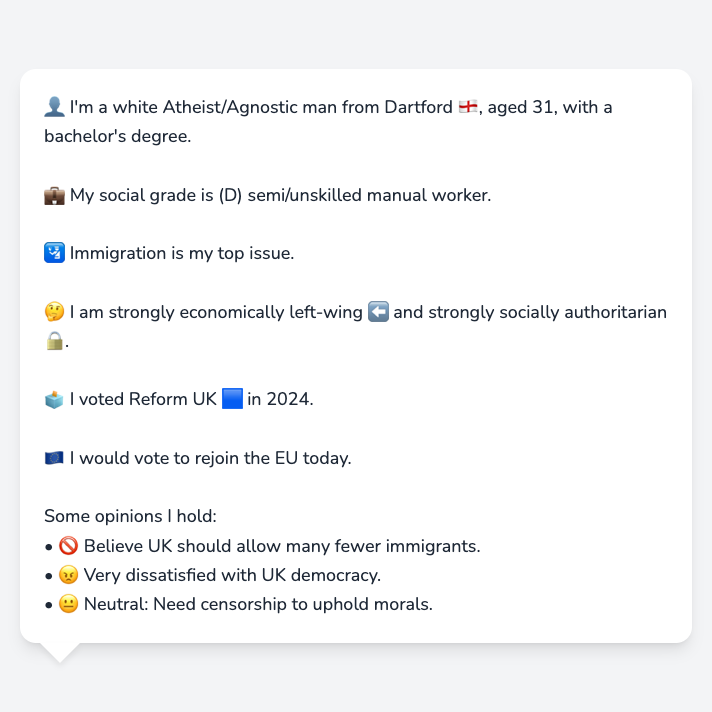 👤 I'm a white Atheist/Agnostic man from Dartford 🏴󠁧󠁢󠁥󠁮󠁧󠁿, aged 31, with a
bachelor's degree.
💼 My social grade is (D) semi/unskilled manual worker.
🛂 Immigration is my top issue.
🤔 I am strongly economically left-wing ⬅️ and strongly socially authoritarian
🔒.
🗳️ I voted Reform UK 🟦 in 2024.
🇪🇺 I would vote to rejoin the EU today.
Some opinions I hold:
• 🚫 Believe UK should allow many fewer immigrants.
• 😠 Very dissatisfied with UK democracy.
• 😐 Neutral: Need censorship to uphold morals.